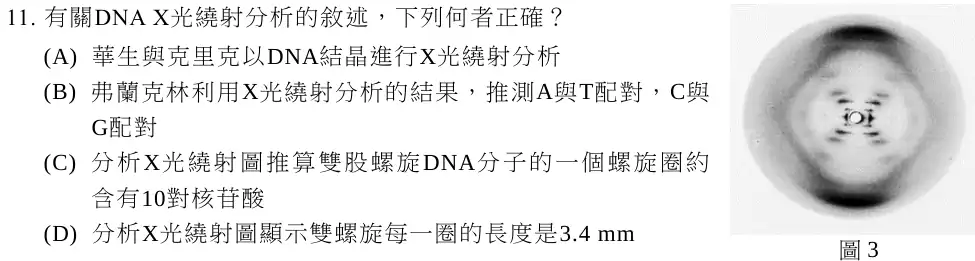 11. 有關DNA X光繞射分析的敘述，下列何者正確？
(A) 華生與克里克以DNA結晶進行X光繞射分析
(B) 弗蘭克林利用X光繞射分析的結果，推測A與T配對，C與
G配對
(C) 分析X光繞射圖推算雙股螺旋DNA分子的一個螺旋圈約
含有10對核苷酸
(D) 分析X光繞射圖顯示雙螺旋每一圈的長度是3.4 mm
圖 3